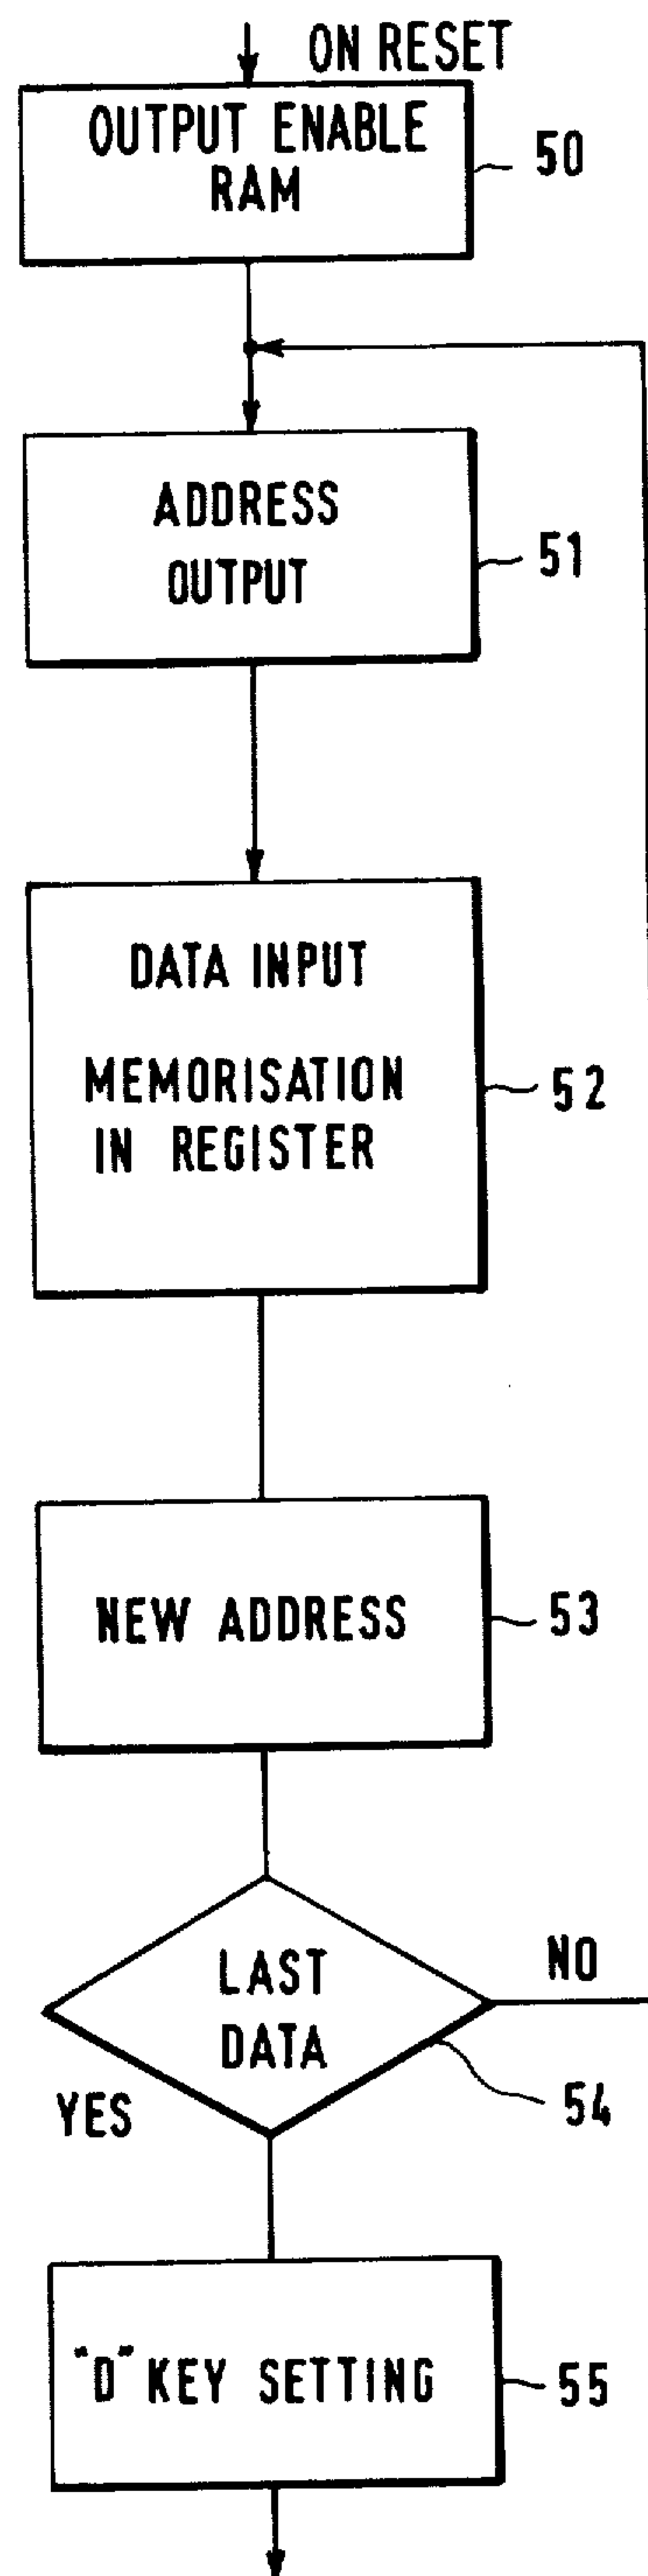 ON RESET
OUTPUT ENABLE
RAM
50
ADDRESS
OUTPUT
51
DATA INPUT
MEMORISATION
IN REGISTER
52
NEW ADDRESS
53
LAST
DATA
NO
YES
54
"D" KEY SETTING
55